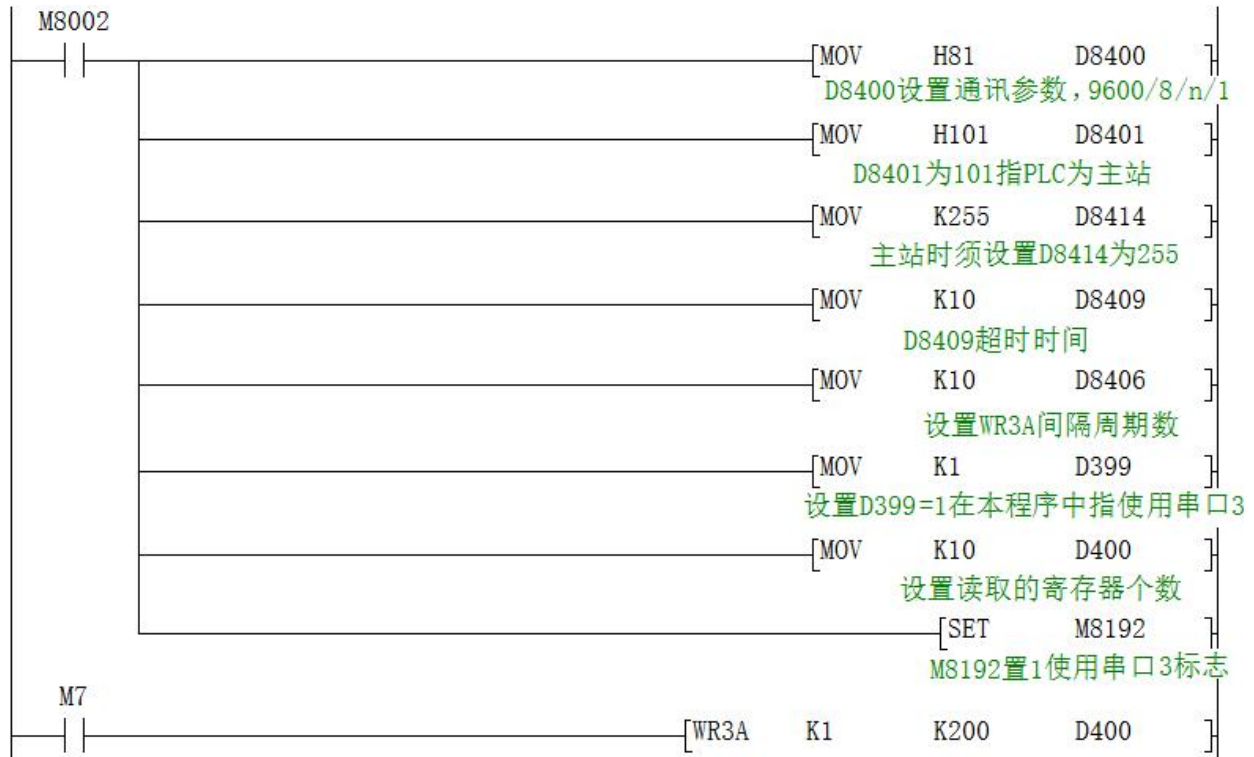 M8002
[MOV H81 D8400 ]
D8400设置通讯参数,9600/8/n/1
[MOV H101 D8401 ]
D8401为101指PLC为主站
[MOV K255 D8414 ]
主站时须设置D8414为255
[MOV K10 D8409 ]
D8409超时时间
[MOV K10 D8406 ]
设置WR3A间隔周期数
[MOV K1 D399 ]
设置D399=1在本程序中指使用串口3
[MOV K10 D400 ]
设置读取的寄存器个数
[SET M8192 ]
M8192置1使用串口3标志
M7
[WR3A K1 K200 D400 ]